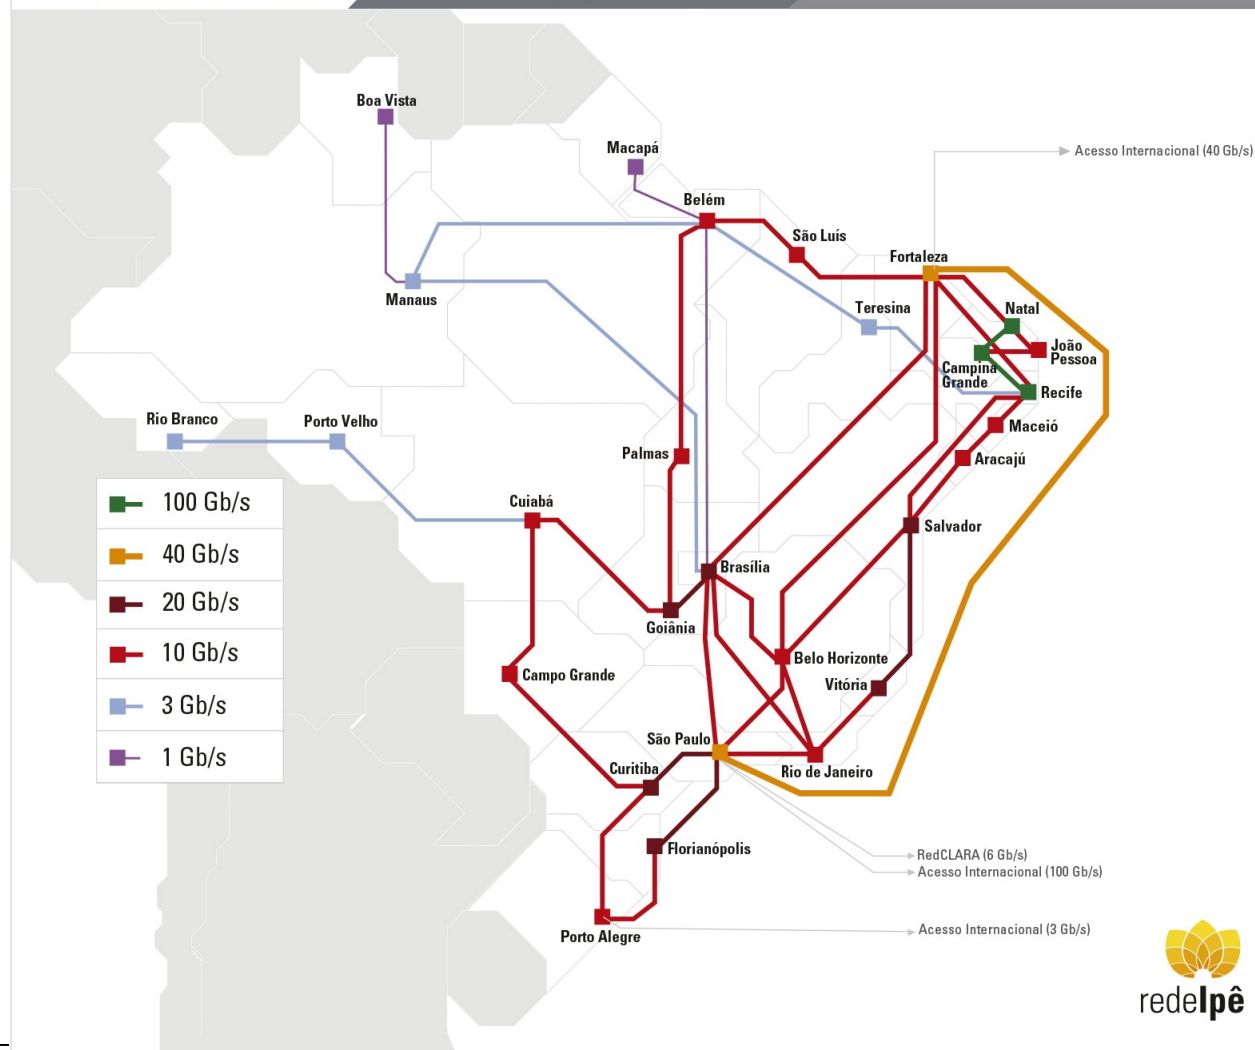 Boa Vista
Macapá
Acesso Internacional (40 Gb/s)
Belém
São Luís
Fortaleza
Manaus
Teresina
Natal
João
Pessoa
Campina
Grande
Recife
Rio Branco
Porto Velho
Maceió
Palmas
Aracajú
100 Gb/s
Cuiabá
Salvador
40 Gb/s
Brasília
20 Gb/s
Goiânia
10 Gb/s
Belo Horizonte
Campo Grande
Vitória
3 Gb/s
São Paulo
1 Gb/s
Curitiba
Rio de Janeiro
Florianópolis
RedCLARA (6 Gb/s)
Acesso Internacional (100 Gb/s)
Porto Alegre
Acesso Internacional (3 Gb/s)
redeIpê